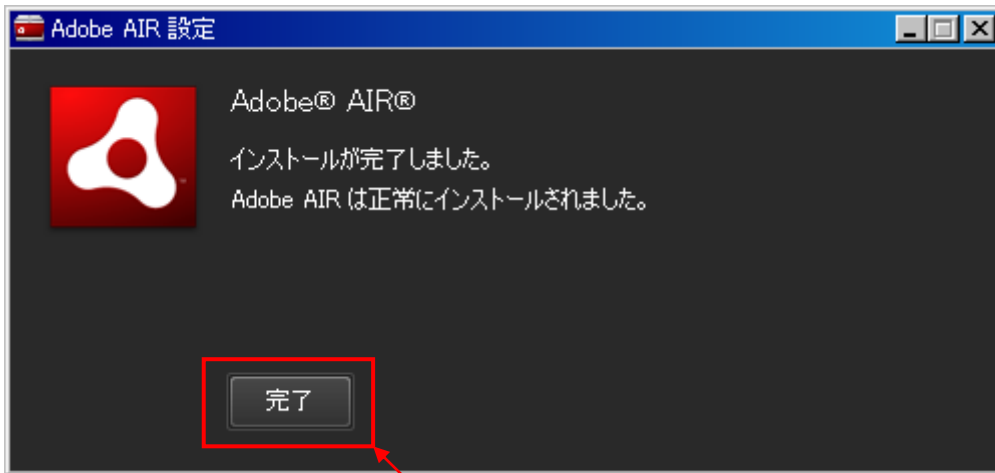 Adobe AIR 設定
Adobe® AIR®
インストールが完了しました。
Adobe AIR は正常にインストールされました。
完了